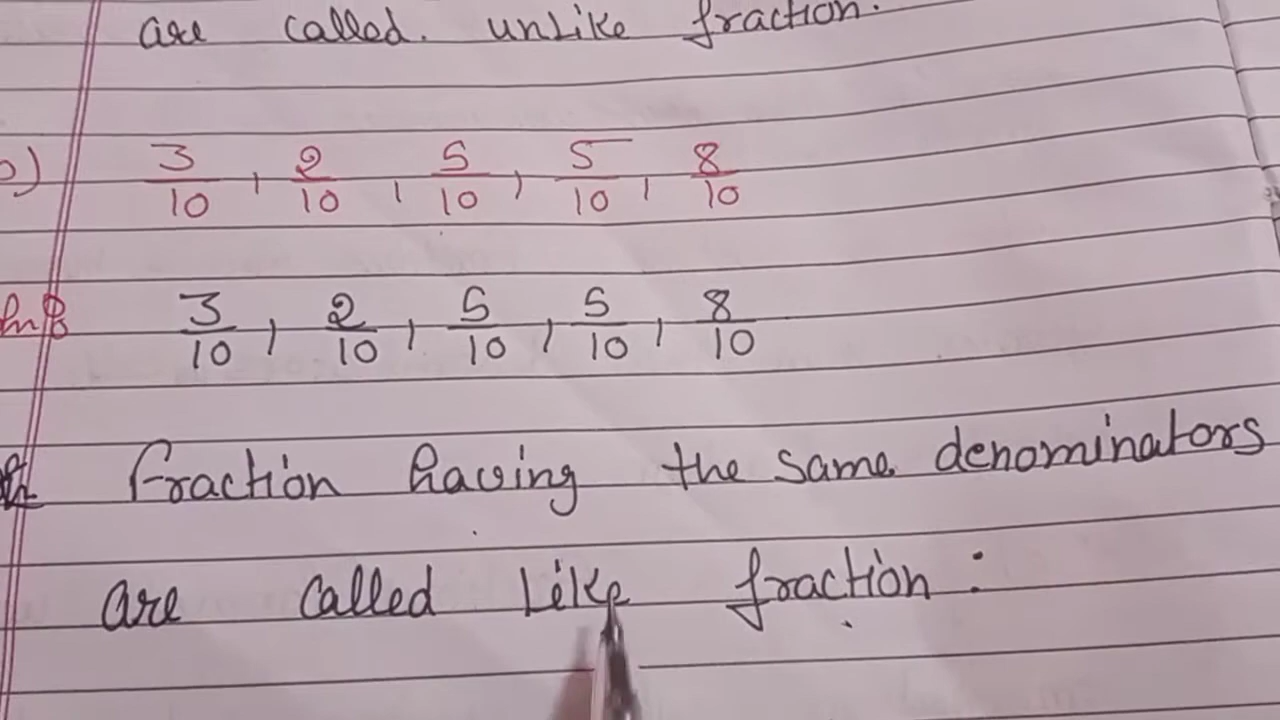 are called. unlike fraction.
3/10, 2/10, 5/10, 5/10, 8/10
3/10, 2/10, 5/10, 5/10, 8/10
fraction having the same denominators
are called Like fraction: